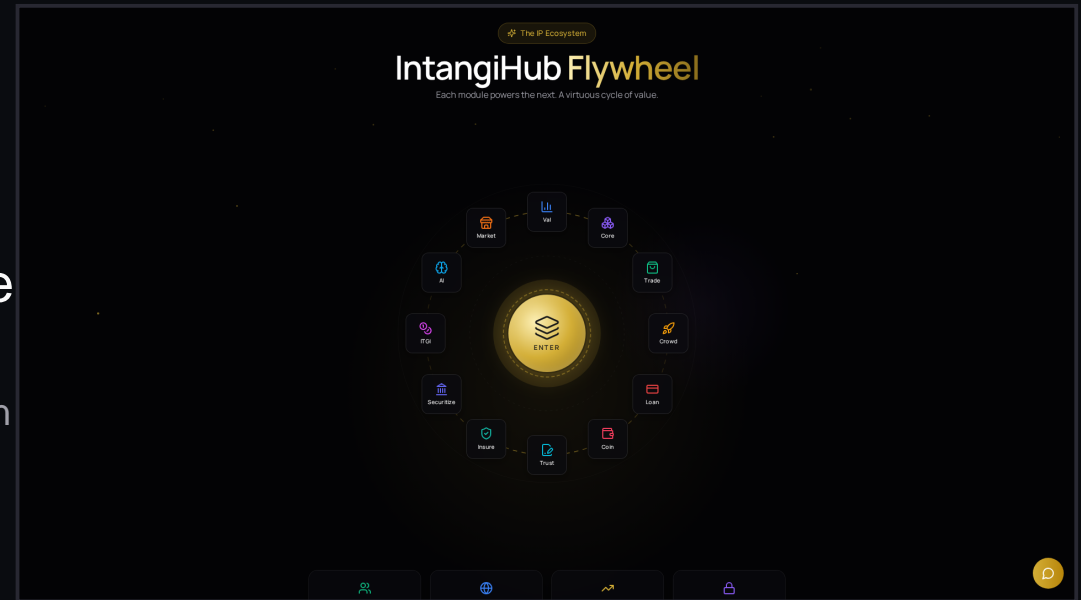 The IP Ecosystem
IntangiHub Flywheel
Each module powers the next. A virtuous cycle of value.
Val
Market
Core
AI
Trade
ITGI
ENTER
Crowd
Securitize
Loan
Insure
Coin
Trust
e
n